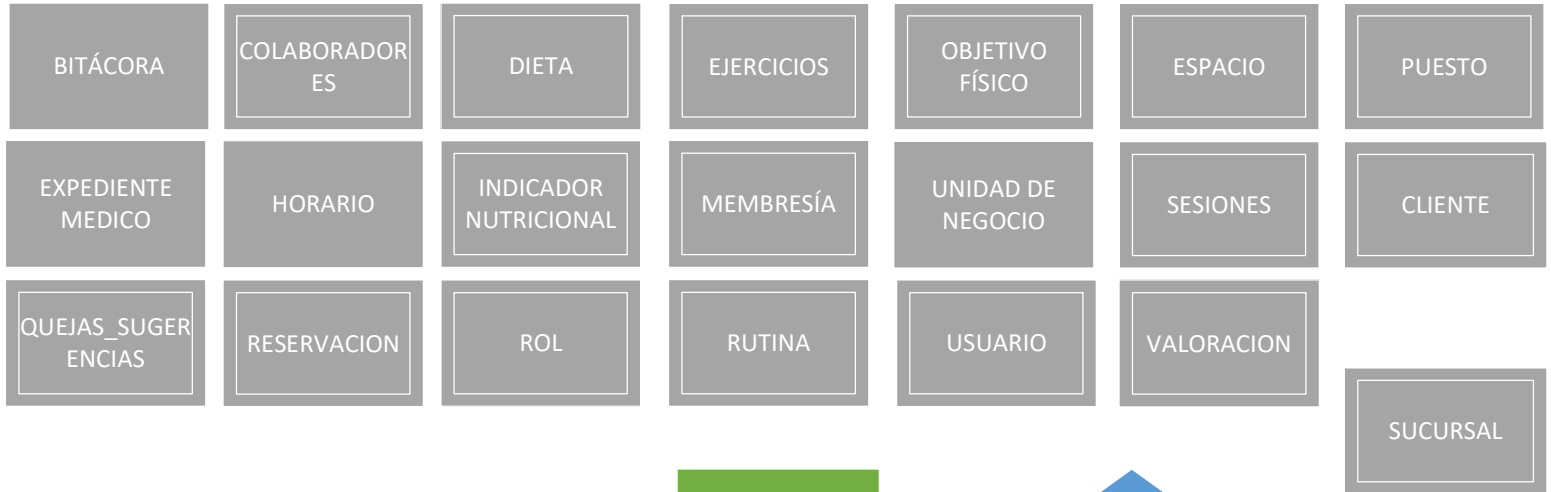 BITÁCORA
COLABORADOR
ES
DIETA
EJERCICIOS
OBJETIVO
FÍSICO
ESPACIO
PUESTO
EXPEDIENTE
MEDICO
HORARIO
INDICADOR
NUTRICIONAL
MEMBRESÍA
UNIDAD DE
NEGOCIO
SESIONES
CLIENTE
QUEJAS_SUGER
ENCIAS
RESERVACION
ROL
RUTINA
USUARIO
VALORACION
SUCURSAL